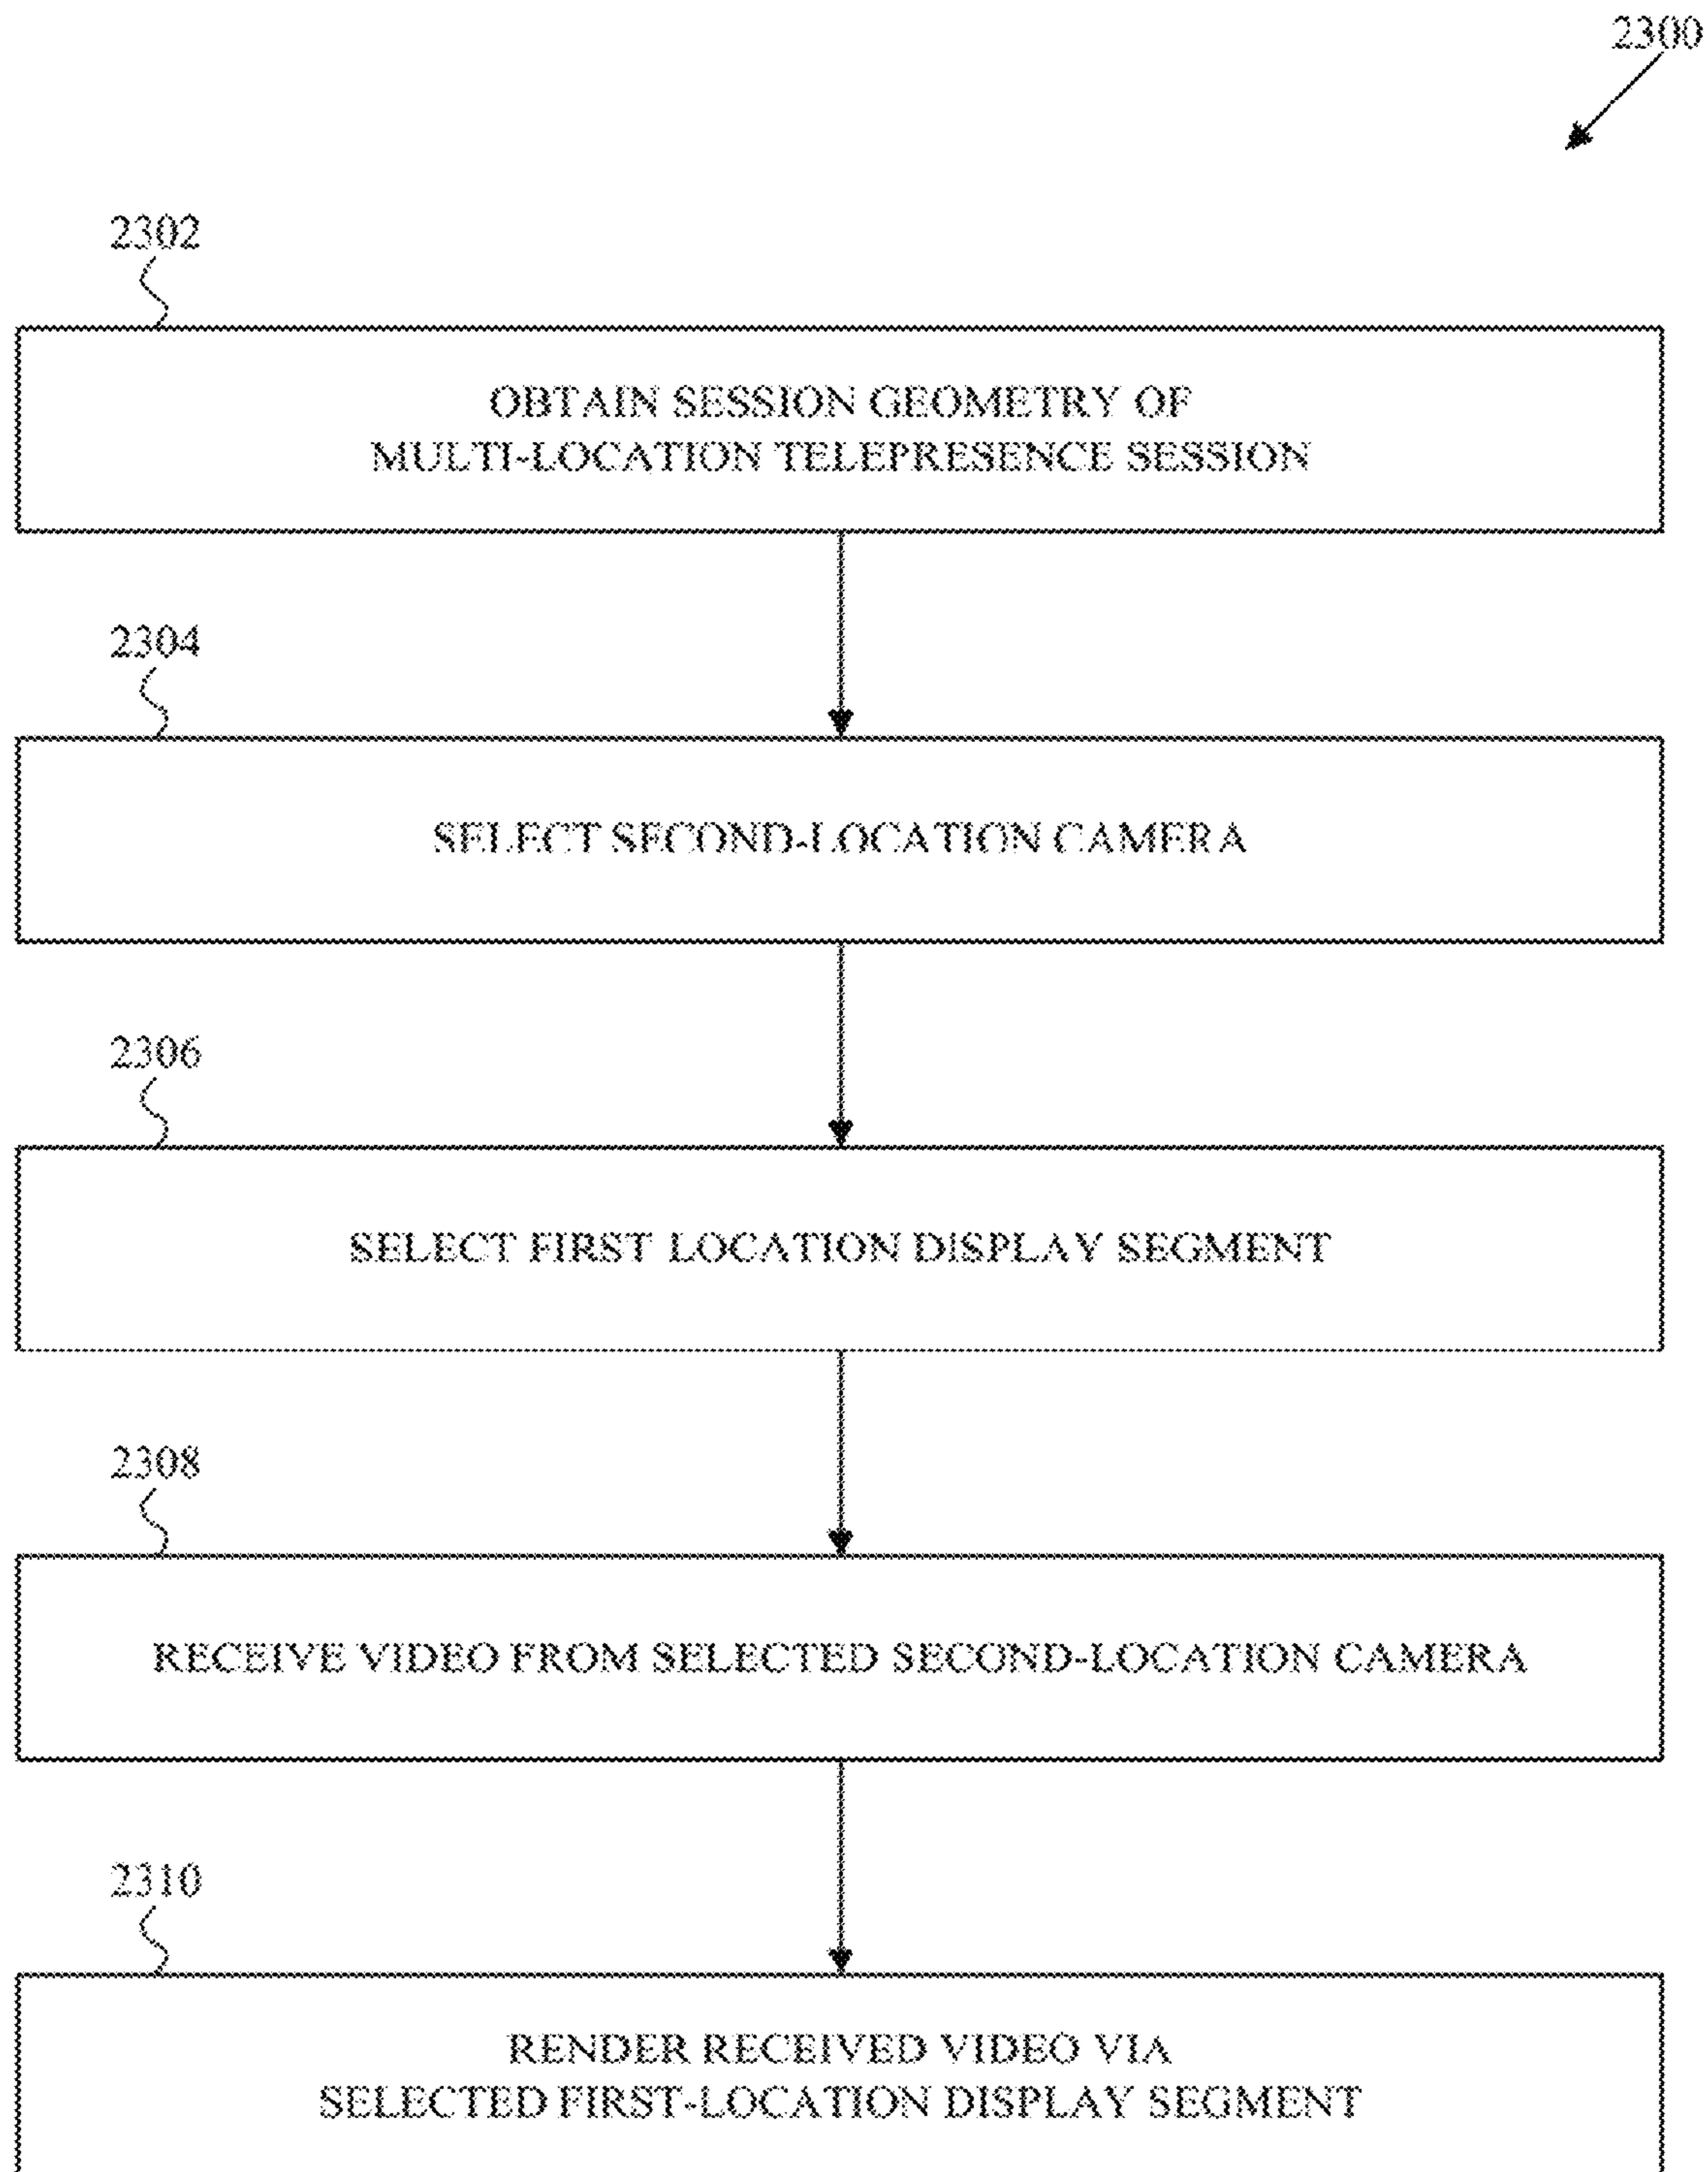 2300
2302
OBTAIN SESSION GEOMETRY OF
MULTI-LOCATION TELEPRESENCE SESSION
2304
SELECT SECOND-LOCATION CAMERA
2306
SELECT FIRST LOCATION DISPLAY SEGMENT
2308
RECEIVE VIDEO FROM SELECTED SECOND-LOCATION CAMERA
2310
RENDER RECEIVED VIDEO VIA
SELECTED FIRST-LOCATION DISPLAY SEGMENT